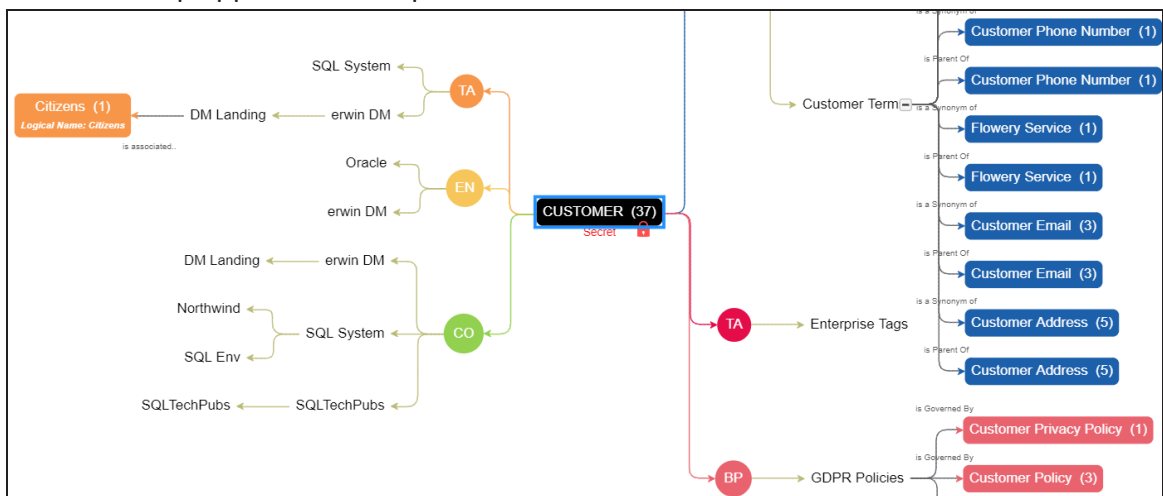 is a Synonym of
Customer Phone Number (1)
is Parent Of
Customer Phone Number (1)
Customer Term
is a Synonym of
Flowery Service (1)
is Parent Of
Flowery Service (1)
is a Synonym of
Customer Email (3)
is Parent Of
Customer Email (3)
is a Synonym of
Customer Address (5)
is Parent Of
Customer Address (5)
SQL System
TA
Citizens (1)
Logical Name: Citizens
DM Landing
erwin DM
is associated..
Oracle
EN
erwin DM
CUSTOMER (37)
Secret
DM Landing
erwin DM
Northwind
SQL System
CO
SQL Env
SQLTechPubs
SQLTechPubs
TA
Enterprise Tags
is Governed By
Customer Privacy Policy (1)
is Governed By
BP
GDPR Policies
Customer Policy (3)